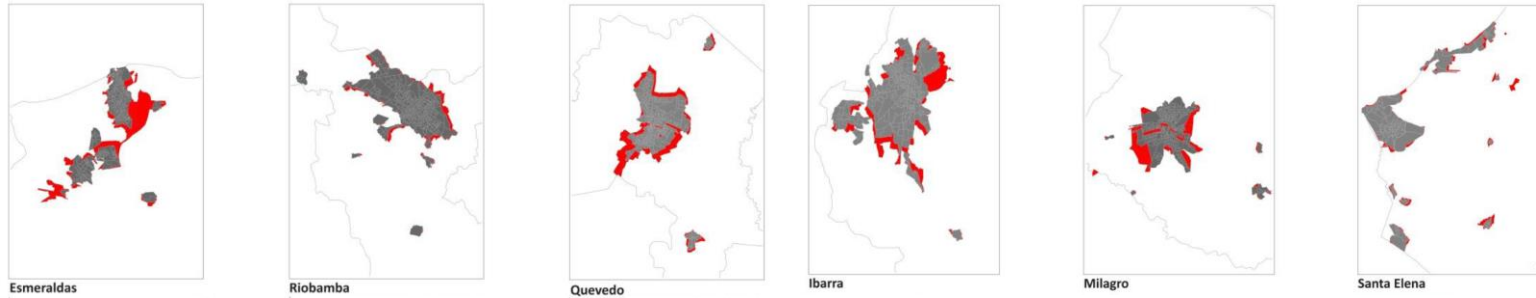 Esmeraldas
Riobamba
Quevedo
Ibarra
Milagro
Santa Elena